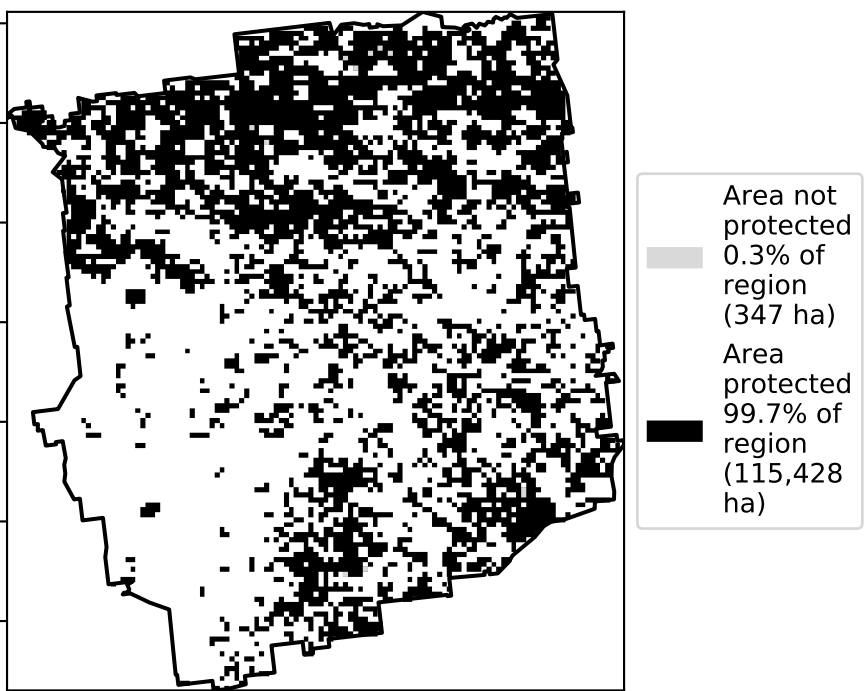 Area not
protected
0.3% of
region
(347 ha)
Area
protected
99.7% of
region
(115,428
ha)